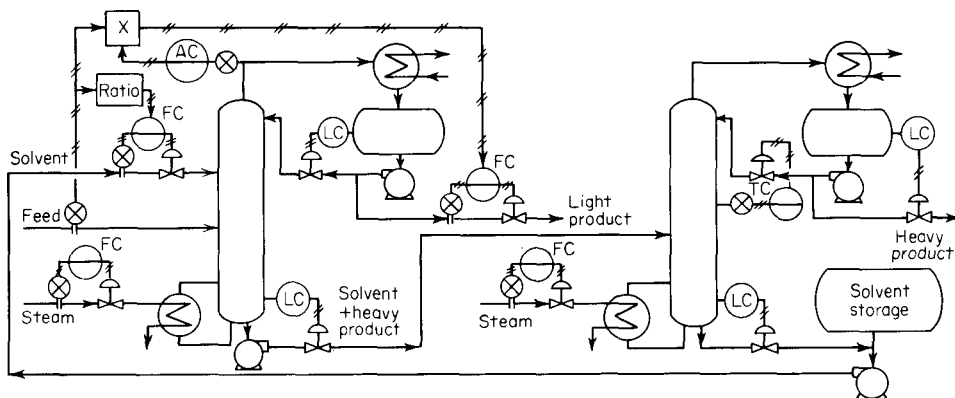 X
AC
Ratio
FC
Solvent
LC
FC
LC
Feed
TC
Light
product
Heavy
product
FC
Steam
LC
Solvent
+heavy
product
FC
Steam
LC
Solvent
storage